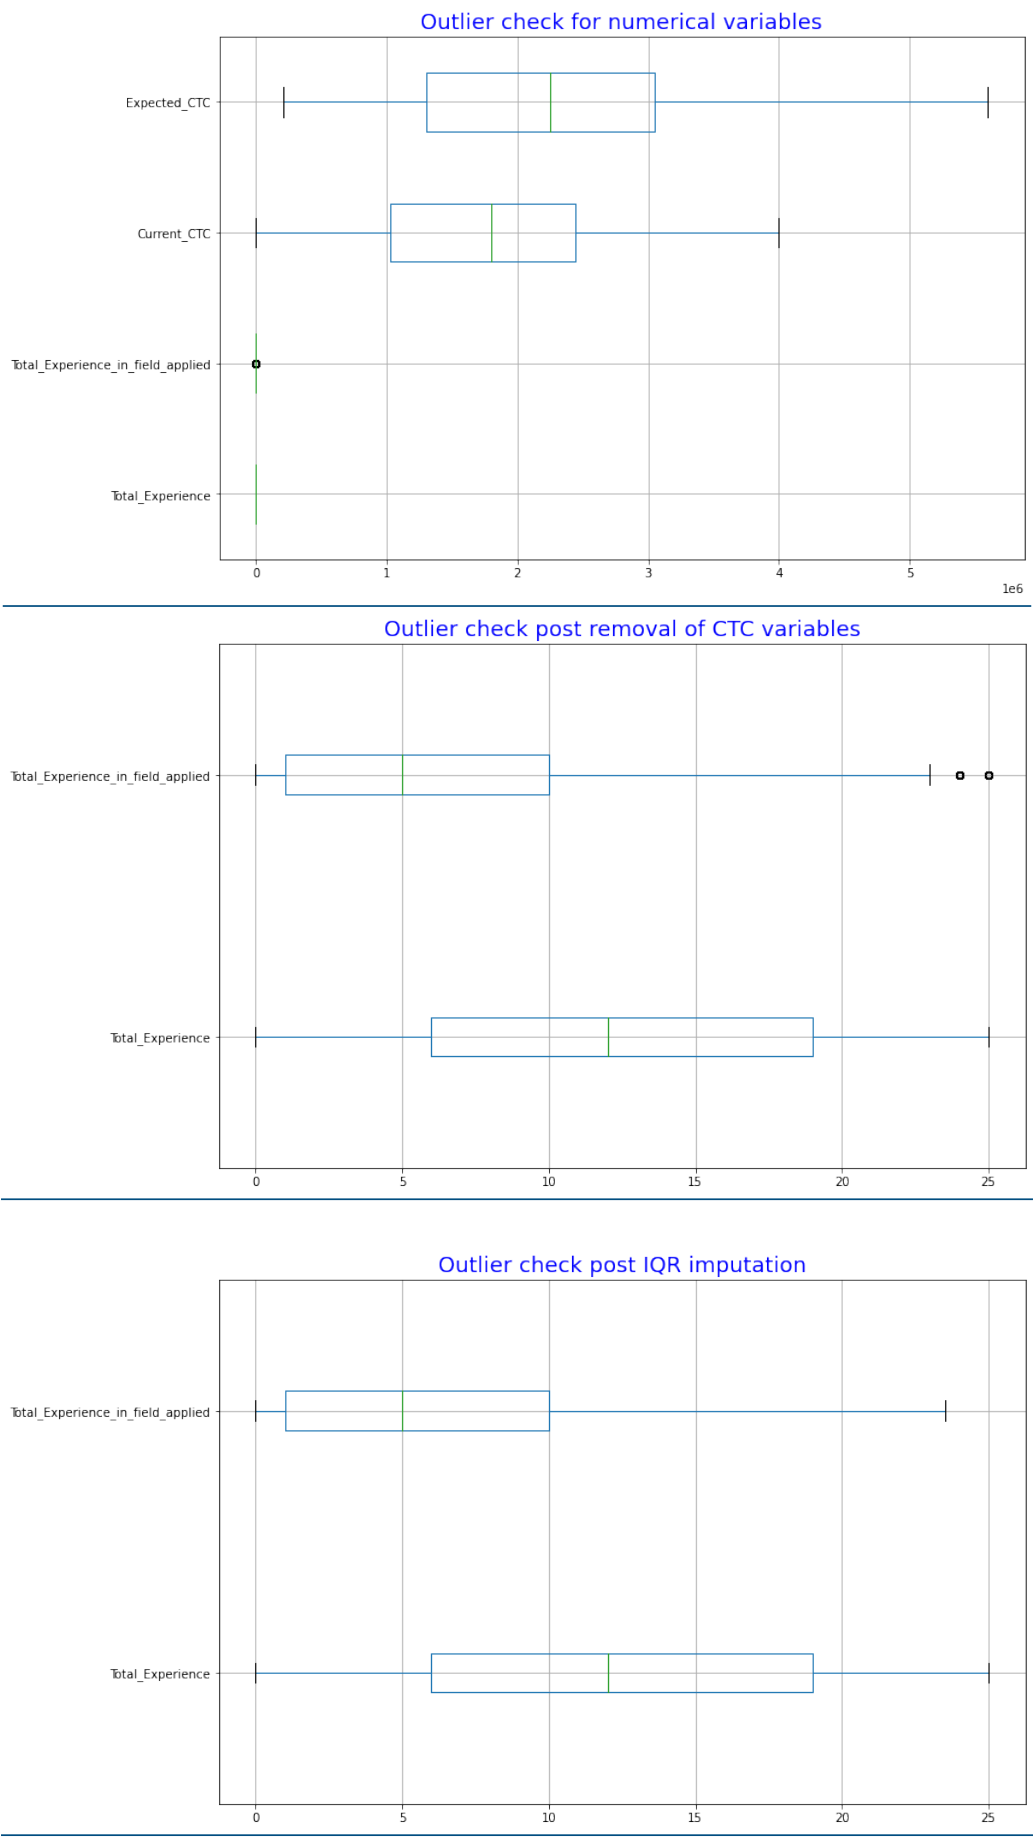 Outlier check for numerical variables
Expected_CTC
Current_CTC
Total_Experience_in_field_applied
Total_Experience
0 1 2 3 4 5
1e6
Outlier check post removal of CTC variables
Total_Experience_in_field_applied
Total_Experience
0 5 10 15 20 25
Outlier check post IQR imputation
Total_Experience_in_field_applied
Total_Experience
0 5 10 15 20 25